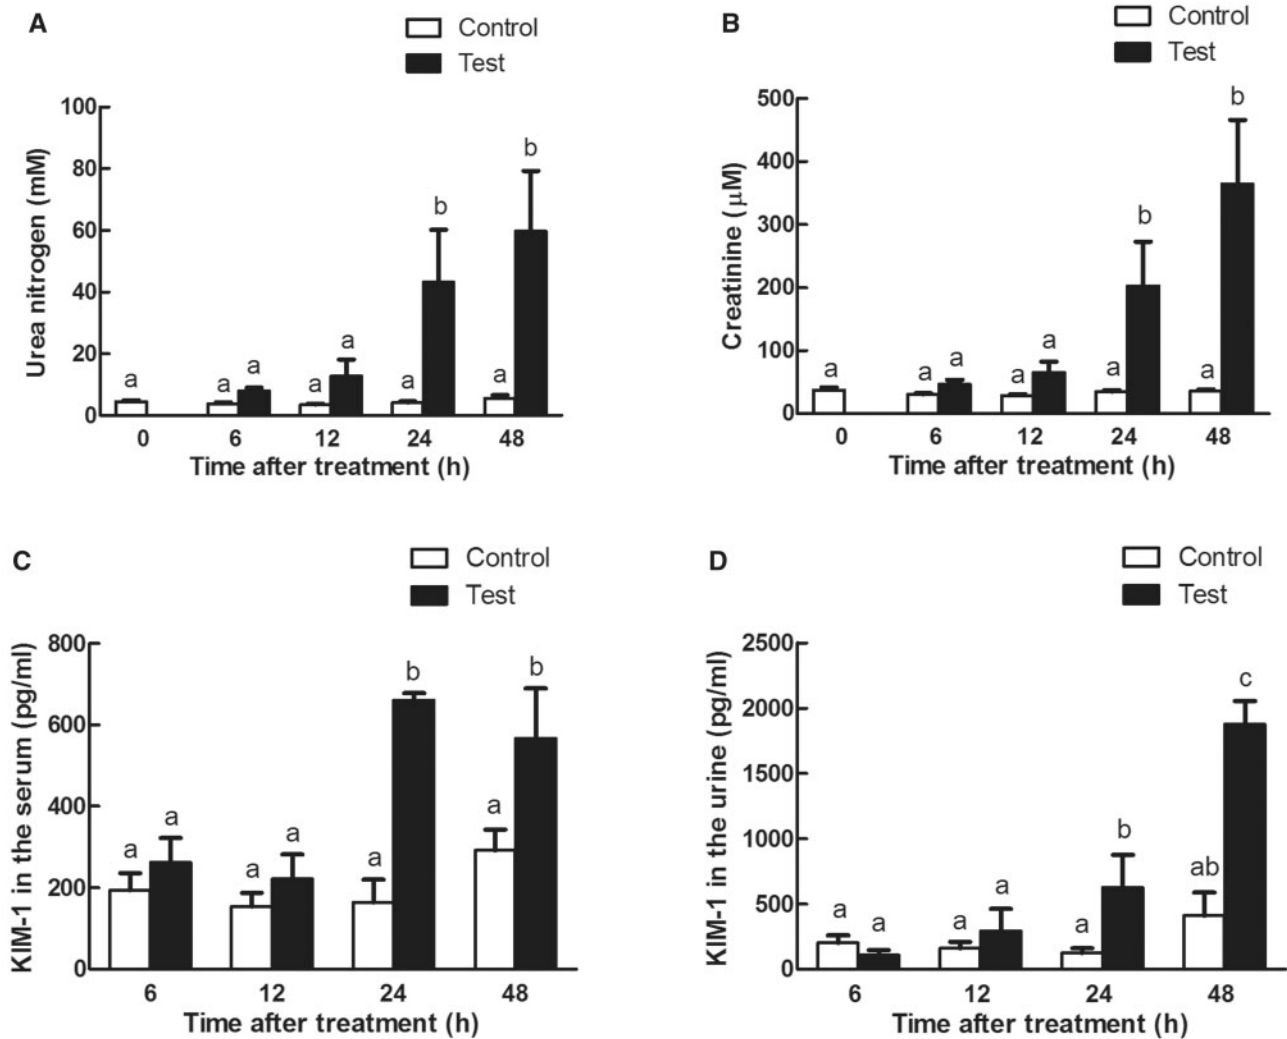 A
Control
Test
Urea nitrogen (mM)
100
80
60
40
20
0
a
a
a
a
a
a
b
a
b
0
6
12
24
48
Time after treatment (h)
B
Control
Test
Creatinine (μM)
500
400
300
200
100
0
a
a
a
a
a
a
b
a
b
0
6
12
24
48
Time after treatment (h)
C
Control
Test
KIM-1 in the serum (pg/ml)
800
600
400
200
0
a
a
a
a
a
b
a
b
6
12
24
48
Time after treatment (h)
D
Control
Test
KIM-1 in the urine (pg/ml)
2500
2000
1500
1000
500
0
a
a
a
a
a
b
ab
c
6
12
24
48
Time after treatment (h)